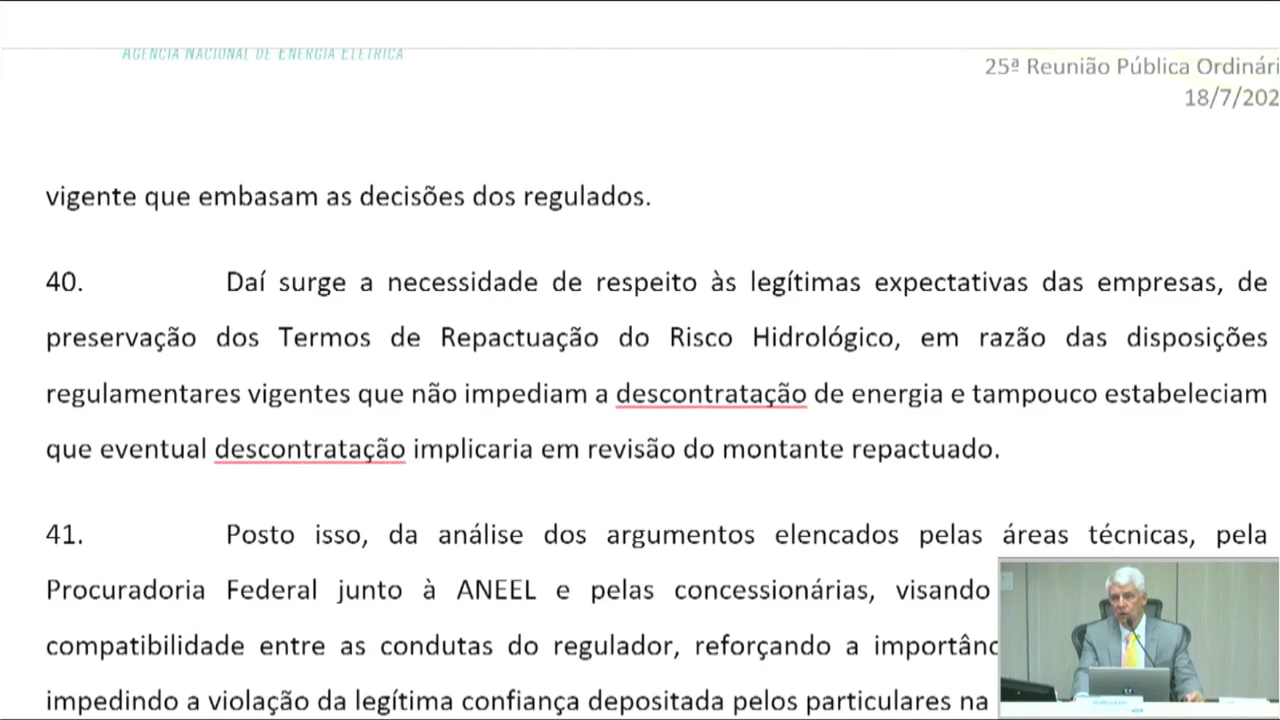 AGÊNCIA NACIONAL DE ENERGIA ELÉTRICA
25ª Reunião Pública Ordinári
18/7/202
vigente que embasam as decisões dos regulados.
40. Daí surge a necessidade de respeito às legítimas expectativas das empresas, de
preservação dos Termos de Repactuação do Risco Hidrológico, em razão das disposições
regulamentares vigentes que não impediam a descontratação de energia e tampouco estabeleciam
que eventual descontratação implicaria em revisão do montante repactuado.
41. Posto isso, da análise dos argumentos elencados pelas áreas técnicas, pela
Procuradoria Federal junto à ANEEL e pelas concessionárias, visando
compatibilidade entre as condutas do regulador, reforçando a importânc
impedindo a violação da legítima confiança depositada pelos particulares na